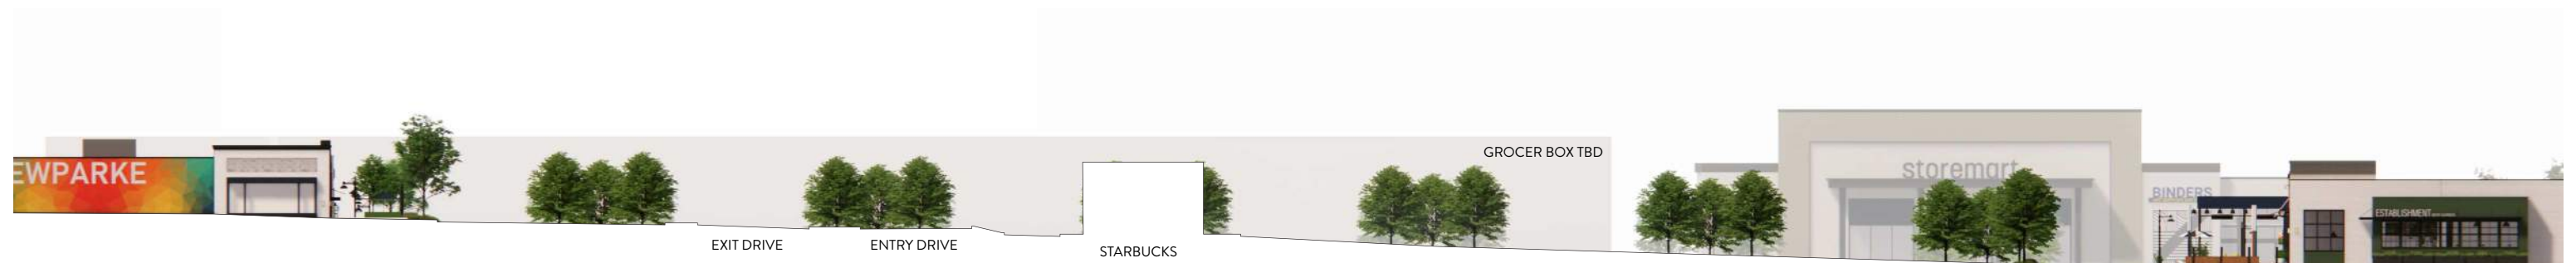 EWPARKE
GROCER BOX TBD
storemart
BINDERS
ESTABLISHMENT
EXIT DRIVE
ENTRY DRIVE
STARBUCKS